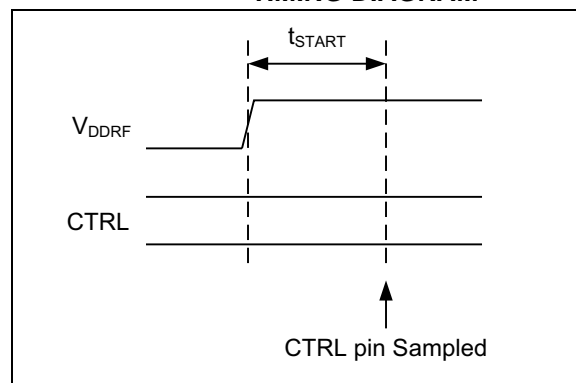 TIMING DIAGRAM
tSTART
VDDRF
CTRL
CTRL pin Sampled